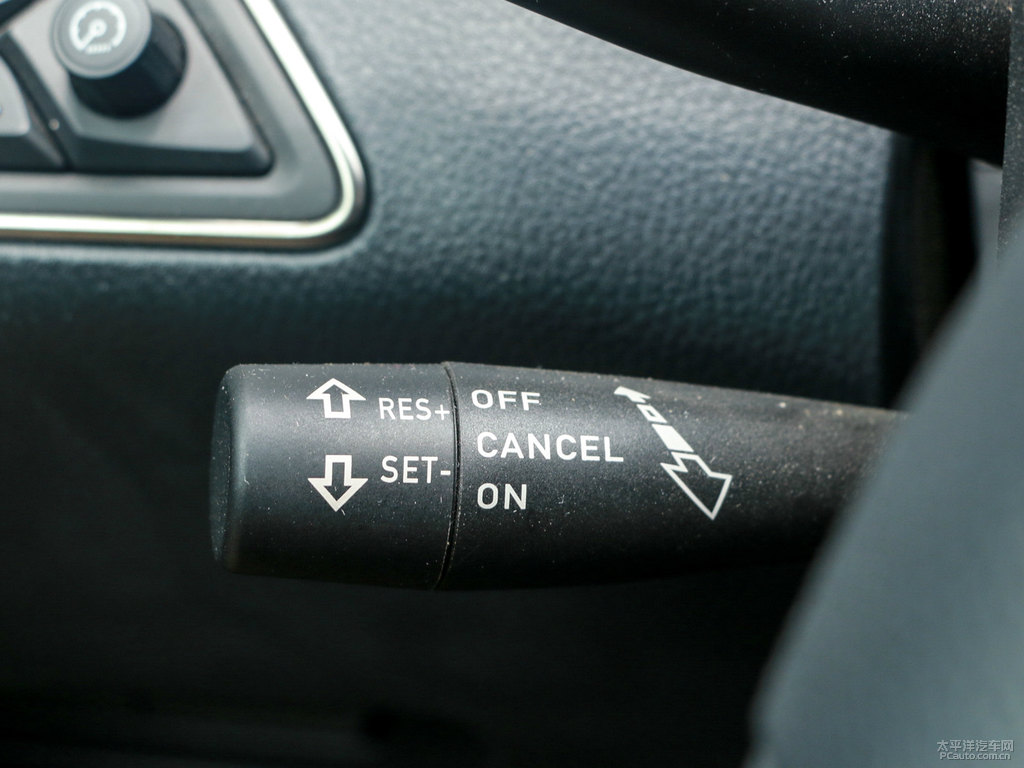 RES+
SET-
OFF
CANCEL
ON
太平洋汽车网
PCauto.com.cn